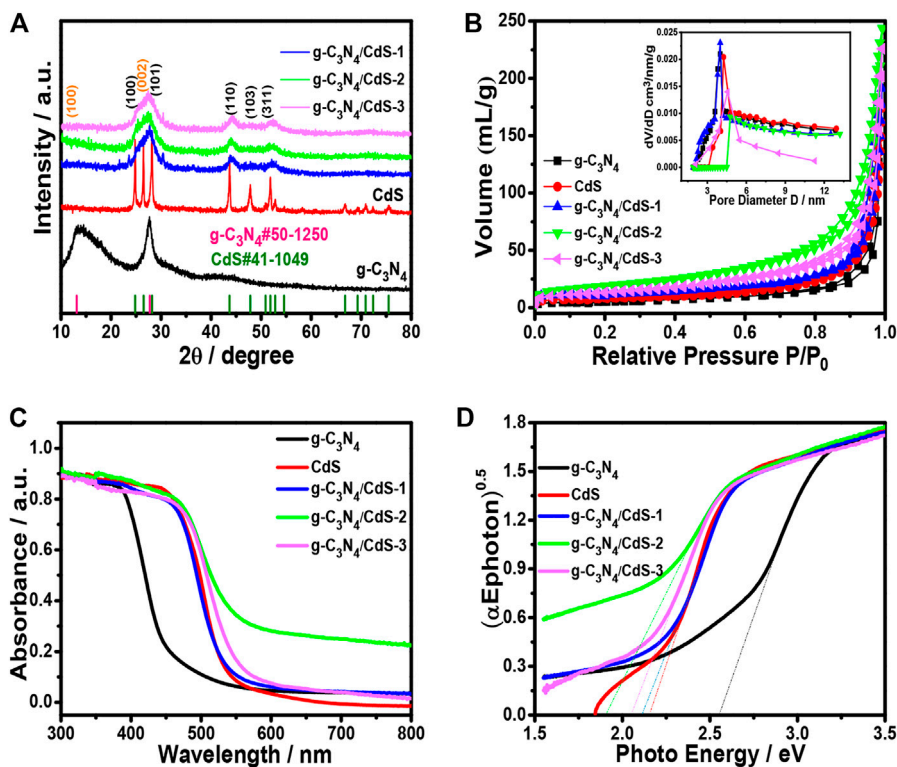 A
Intensity / a.u.
g-C₃N₄/CdS-1
g-C₃N₄/CdS-2
g-C₃N₄/CdS-3
(100)
(100)
(002)
(101)
(110)
(103)
(311)
CdS
g-C₃N₄#50-1250
CdS#41-1049
g-C₃N₄
10 20 30 40 50 60 70 80
2θ / degree
B
Volume (mL/g)
250
200
150
100
50
0
g-C₃N₄
CdS
g-C₃N₄/CdS-1
g-C₃N₄/CdS-2
g-C₃N₄/CdS-3
dV/dD cm³/nm/g
0.025
0.020
0.015
0.010
0.005
0.000
2 4 6 8 10 12
Pore Diameter D / nm
0.0 0.2 0.4 0.6 0.8 1.0
Relative Pressure P/P₀
C
Absorbance / a.u.
1.0
0.8
0.6
0.4
0.2
0.0
g-C₃N₄
CdS
g-C₃N₄/CdS-1
g-C₃N₄/CdS-2
g-C₃N₄/CdS-3
300 400 500 600 700 800
Wavelength / nm
D
(αEphoton)⁰·⁵
1.8
1.5
1.2
0.9
0.6
0.3
0.0
g-C₃N₄
CdS
g-C₃N₄/CdS-1
g-C₃N₄/CdS-2
g-C₃N₄/CdS-3
1.5 2.0 2.5 3.0 3.5
Photo Energy / eV